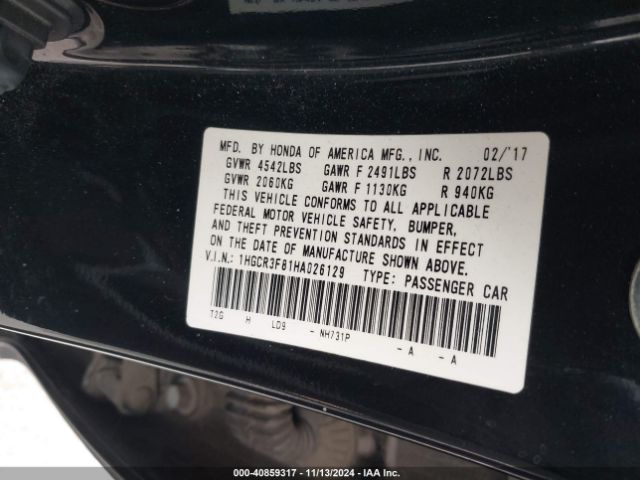 MFD. BY HONDA OF AMERICA MFG., INC. 02/'17
GVWR 4542LBS GAWR F 2491LBS R 2072LBS
GVWR 2060KG GAWR F 1130KG R 940KG
THIS VEHICLE CONFORMS TO ALL APPLICABLE
FEDERAL MOTOR VEHICLE SAFETY, BUMPER,
AND THEFT PREVENTION STANDARDS IN EFFECT
ON THE DATE OF MANUFACTURE SHOWN ABOVE.
V.I.N.: 1HGCR3F81HA026129 TYPE: PASSENGER CAR
T2G H LD9 - NH731P - A - A
000-40859317 - 11/13/2024 - IAA Inc.